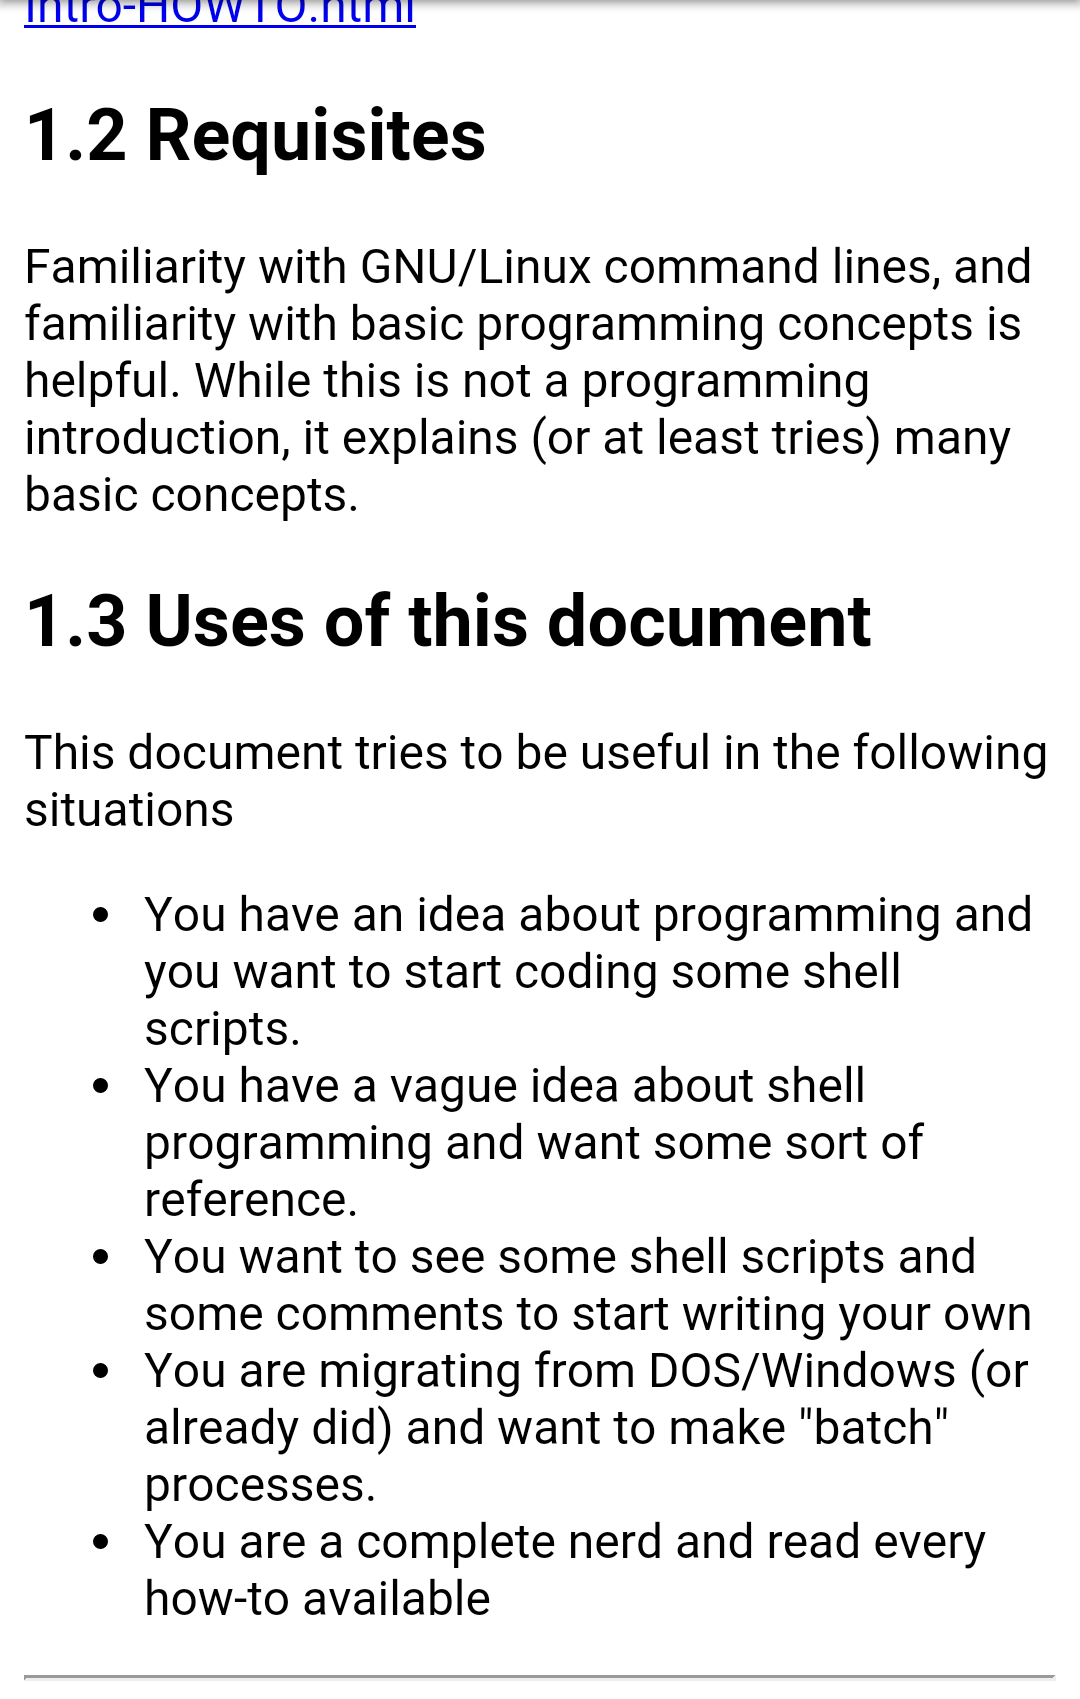 Intro-HOWTO.html
1.2 Requisites
Familiarity with GNU/Linux command lines, and
familiarity with basic programming concepts is
helpful. While this is not a programming
introduction, it explains (or at least tries) many
basic concepts.
1.3 Uses of this document
This document tries to be useful in the following
situations
• You have an idea about programming and
you want to start coding some shell
scripts.
• You have a vague idea about shell
programming and want some sort of
reference.
• You want to see some shell scripts and
some comments to start writing your own
• You are migrating from DOS/Windows (or
already did) and want to make "batch"
processes.
• You are a complete nerd and read every
how-to available